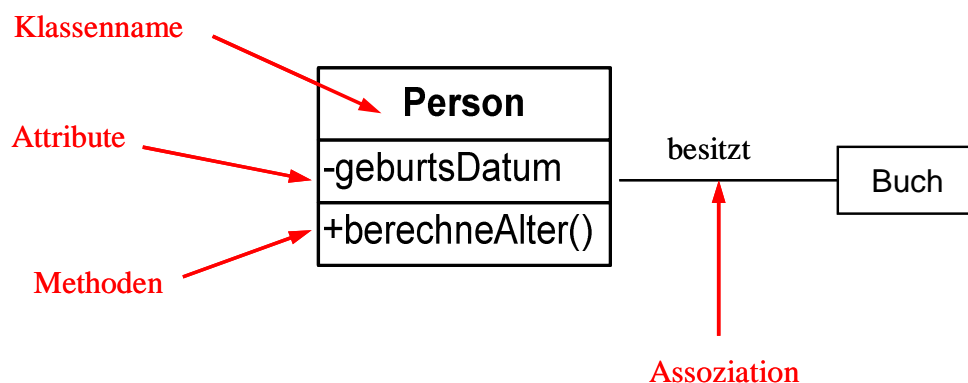 Klassenname
Person
Attribute
-geburtsDatum
besitzt
Buch
+berechneAlter()
Methoden
Assoziation